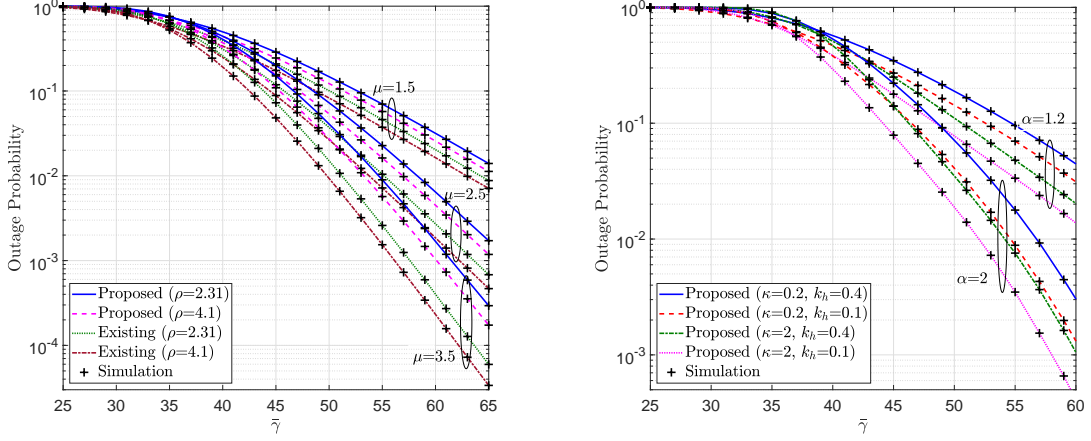 Outage Probability
10^0
10^-1
10^-2
10^-3
10^-4
μ=1.5
μ=2.5
μ=3.5
Proposed (ρ=2.31)
Proposed (ρ=4.1)
Existing (ρ=2.31)
Existing (ρ=4.1)
Simulation
25 30 35 40 45 50 55 60 65
γ̄
Outage Probability
10^0
10^-1
10^-2
10^-3
α=1.2
α=2
Proposed (κ=0.2, k_h=0.4)
Proposed (κ=0.2, k_h=0.1)
Proposed (κ=2, k_h=0.4)
Proposed (κ=2, k_h=0.1)
Simulation
25 30 35 40 45 50 55 60
γ̄